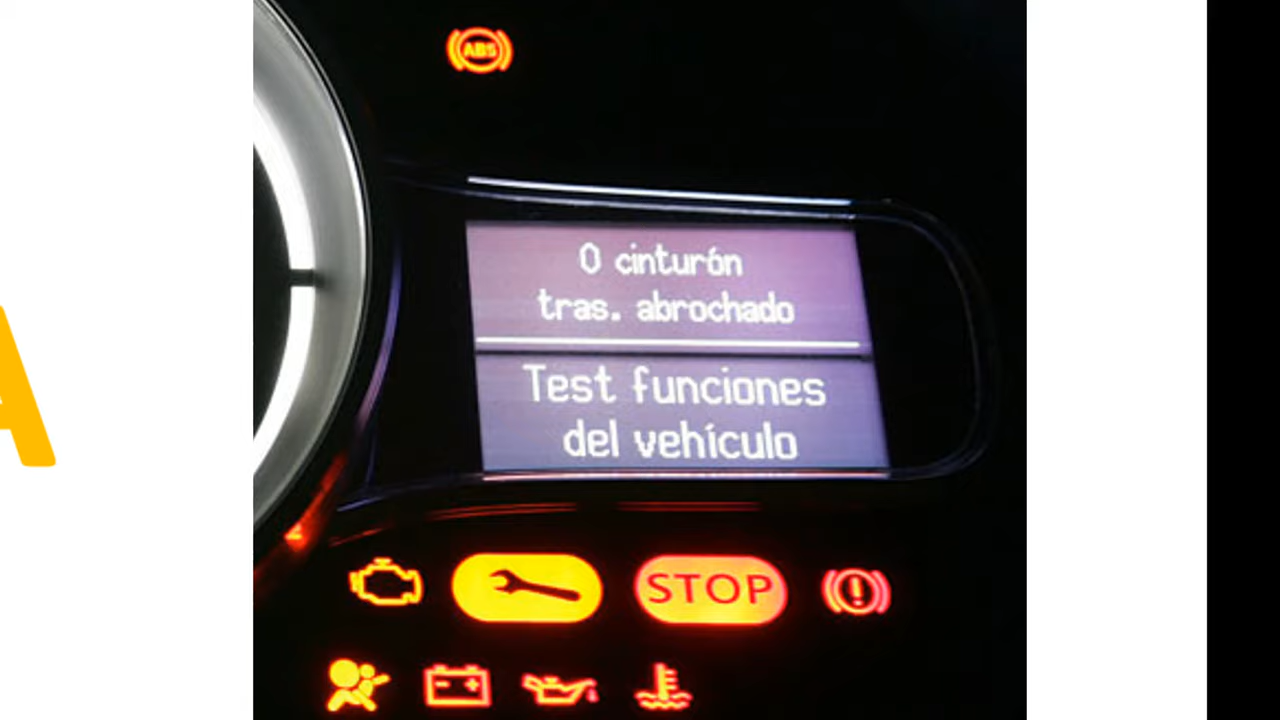 ABS
0 cinturón
tras. abrochado
Test funciones
del vehículo
STOP
A